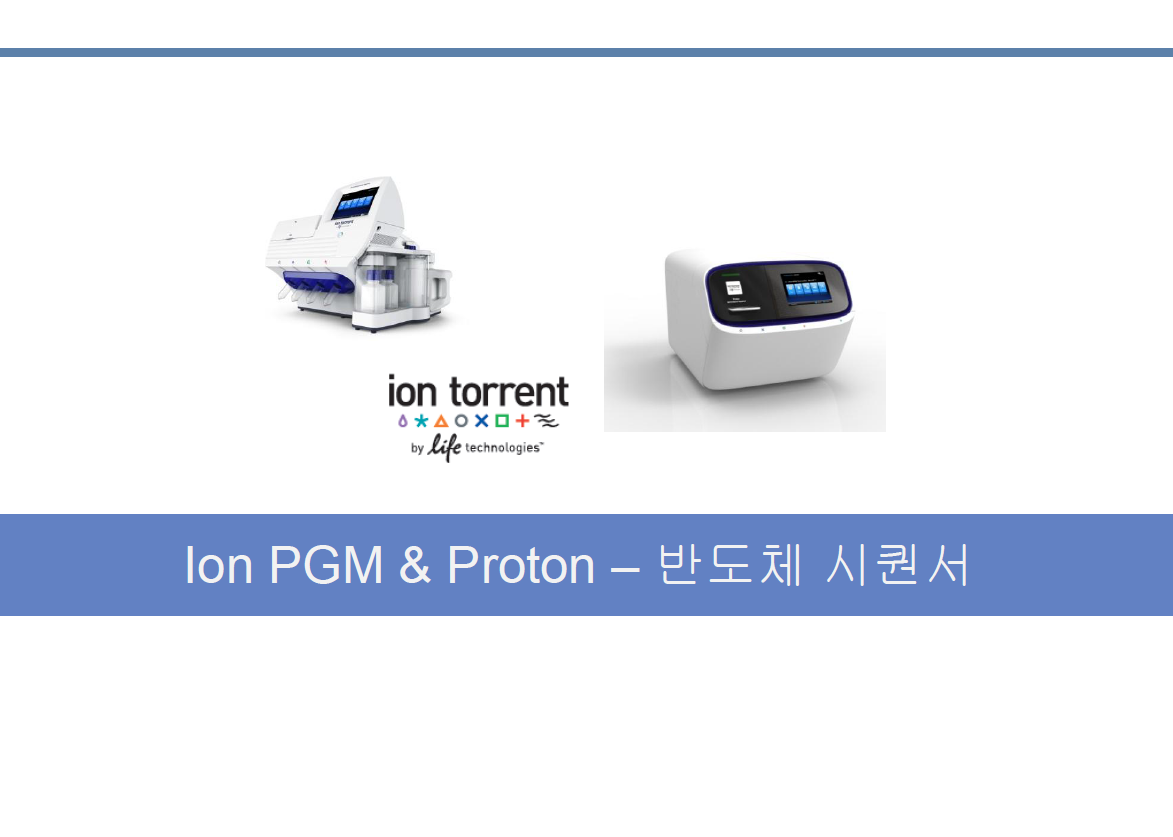 ion torrent
by life technologies™
Ion PGM & Proton – 반도체 시퀀서